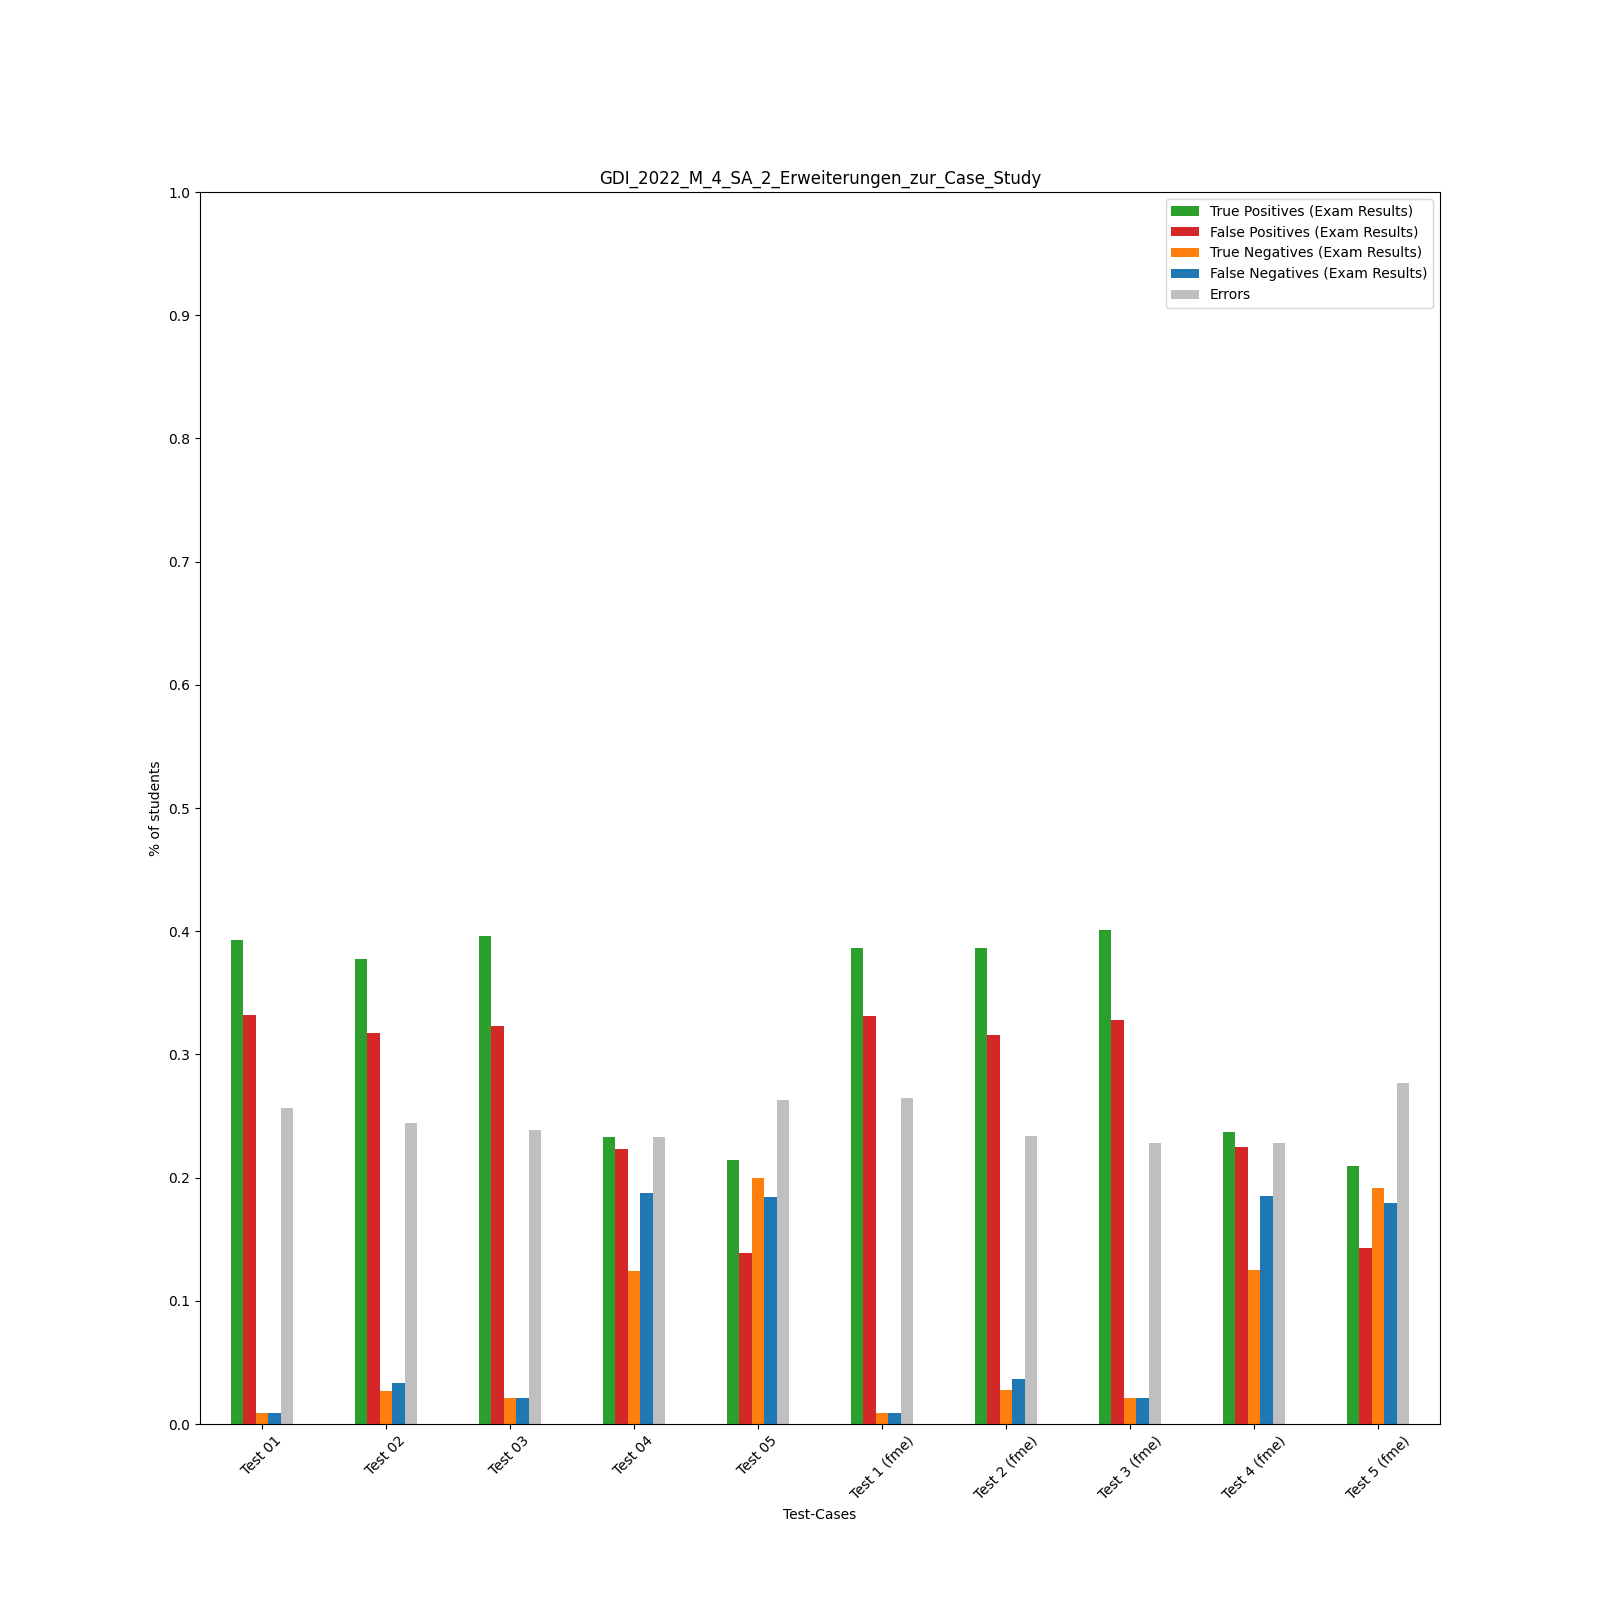 GDI_2022_M_4_SA_2_Erweiterungen_zur_Case_Study
True Positives (Exam Results)
False Positives (Exam Results)
True Negatives (Exam Results)
False Negatives (Exam Results)
Errors
1.0
0.9
0.8
0.7
0.6
0.5
0.4
0.3
0.2
0.1
0.0
% of students
Test 01
Test 02
Test 03
Test 04
Test 05
Test 1 (fme)
Test 2 (fme)
Test 3 (fme)
Test 4 (fme)
Test 5 (fme)
Test-Cases